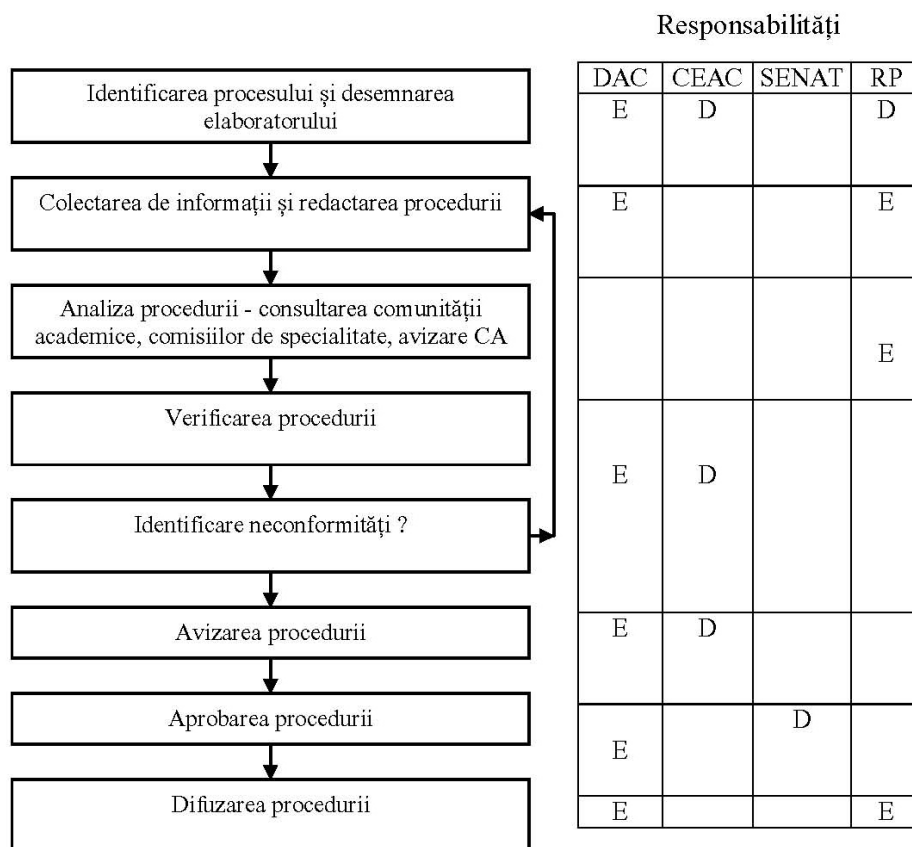 Responsabilități
DAC CEAC SENAT RP
Identificarea procesului și desemnarea
elaboratorului
E D D
Colectarea de informații și redactarea procedurii
E E
Analiza procedurii - consultarea comunității
academice, comisiilor de specialitate, avizare CA
E
Verificarea procedurii
E D
Identificare neconformități ?
Avizarea procedurii
E D
Aprobarea procedurii
D
E
Difuzarea procedurii
E E